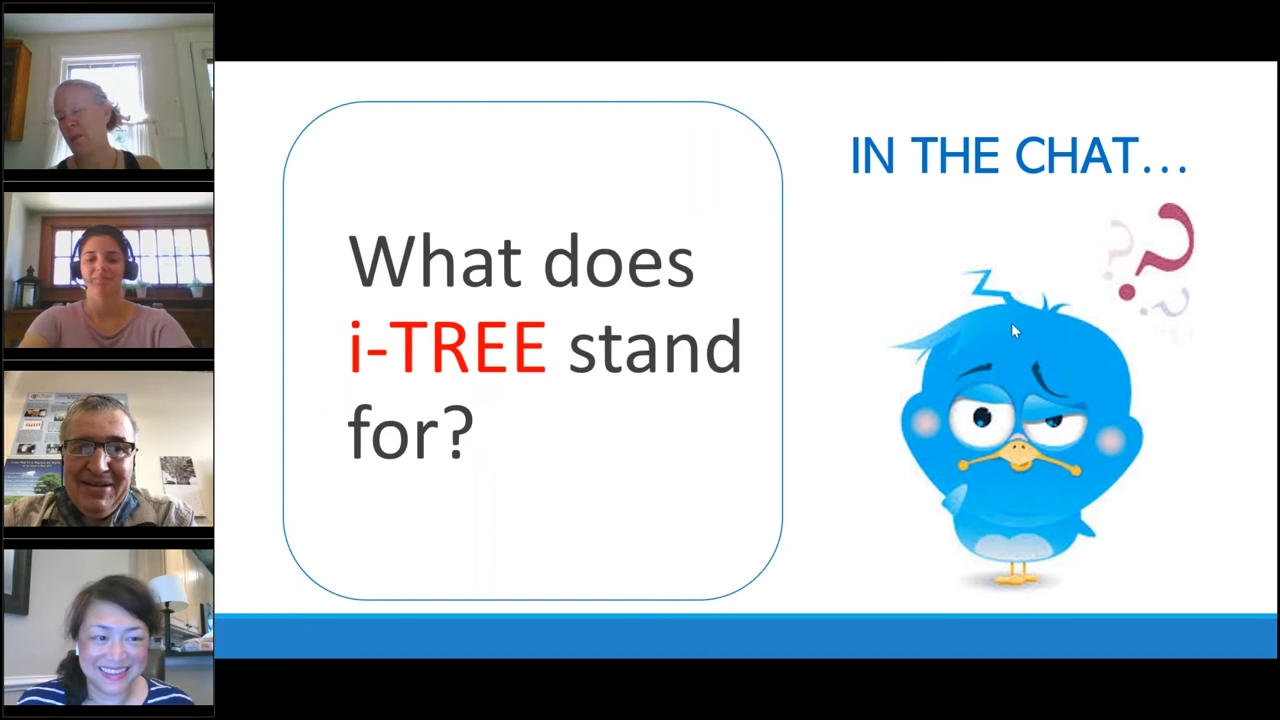 What does
i-TREE stand
for?
IN THE CHAT...